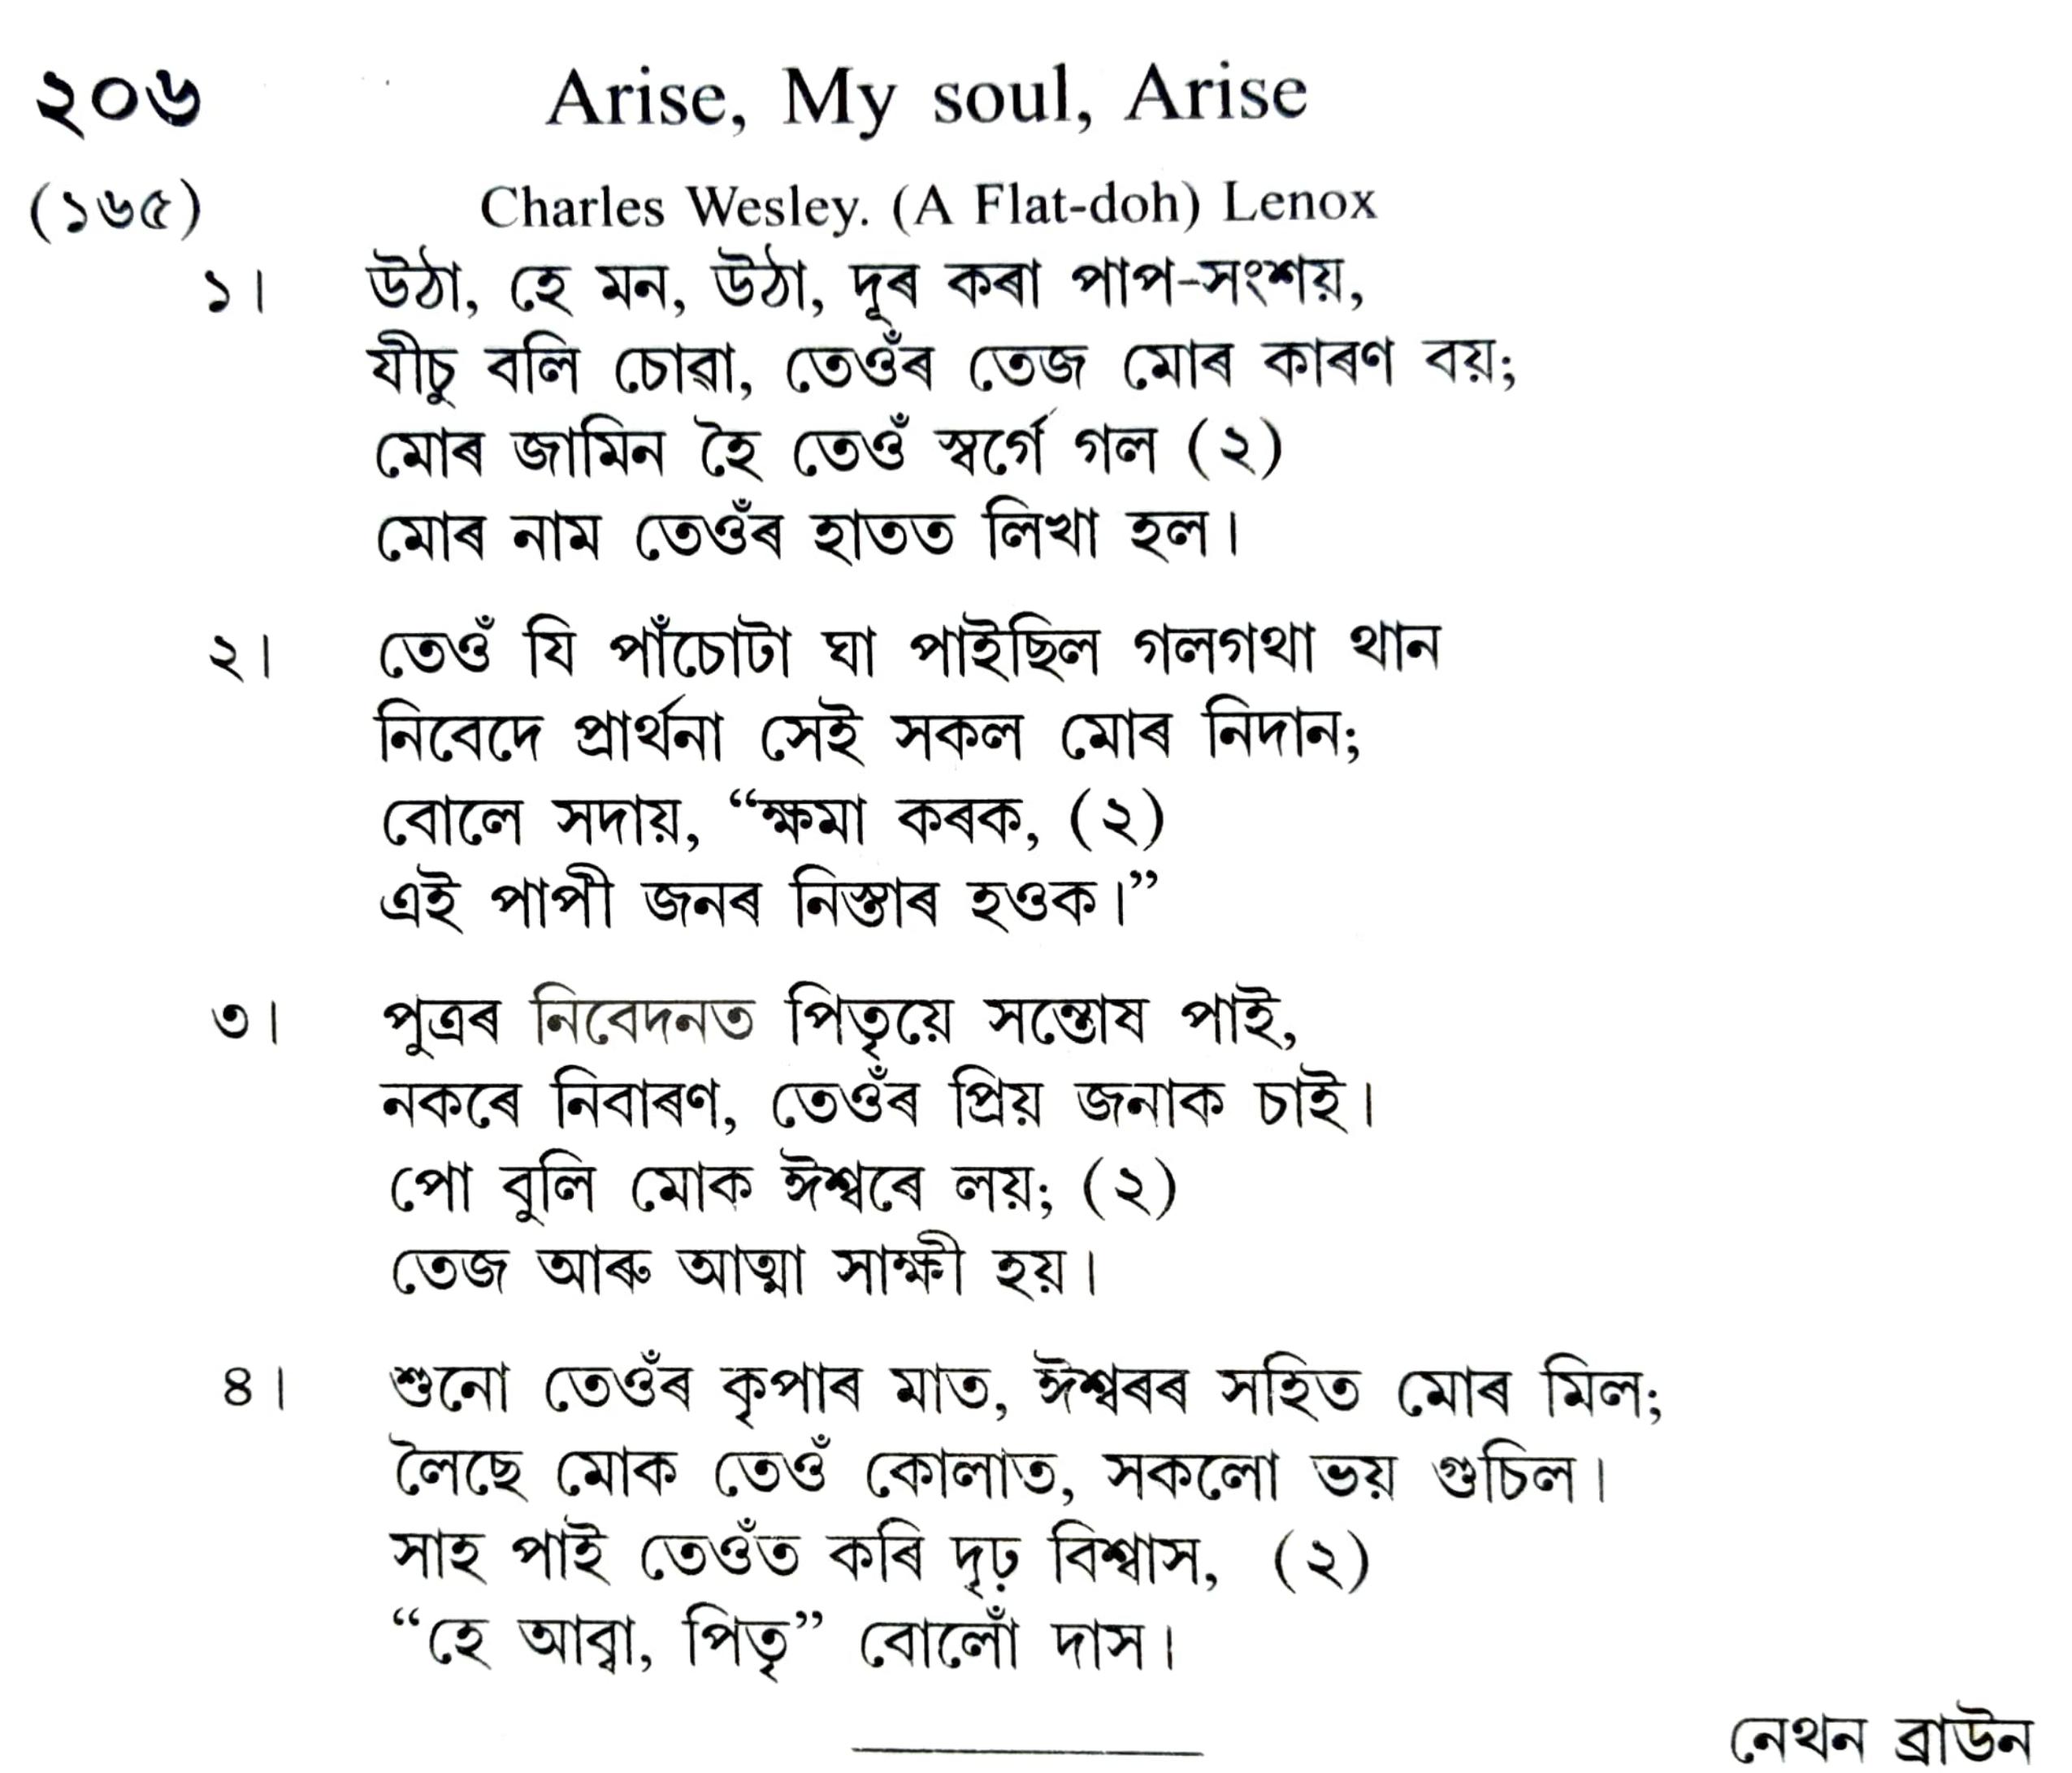 ২০৬ Arise, My soul, Arise
(১৬৫) Charles Wesley. (A Flat-doh) Lenox
১। উঠা, হে মন, উঠা, দূৰ কৰা পাপ-সংশয়,
যীচু বলি চোৱা, তেওঁৰ তেজ মোৰ কাৰণ বয়;
মোৰ জামিন হৈ তেওঁ স্বৰ্গে গল (২)
মোৰ নাম তেওঁৰ হাতত লিখা হল।
২। তেওঁ যি পাঁচোটা ঘা পাইছিল গলগথা থান
নিবেদে প্ৰাৰ্থনা সেই সকল মোৰ নিদান;
বোলে সদায়, “ক্ষমা কৰক, (২)
এই পাপী জনৰ নিস্তাৰ হওক।”
৩। পুত্ৰৰ নিবেদনত পিতৃয়ে সন্তোষ পাই,
নকৰে নিবাৰণ, তেওঁৰ প্ৰিয় জনাক চাই।
পো বুলি মোক ঈশ্বৰে লয়; (২)
তেজ আৰু আত্মা সাক্ষী হয়।
৪। শুনো তেওঁৰ কৃপাৰ মাত, ঈশ্বৰৰ সহিত মোৰ মিল;
লৈছে মোক তেওঁ কোলাত, সকলো ভয় গুচিল।
সাহ পাই তেওঁত কৰি দৃঢ় বিশ্বাস, (২)
“হে আব্বা, পিতৃ” বোলোঁ দাস।
নেথন ব্ৰাউন